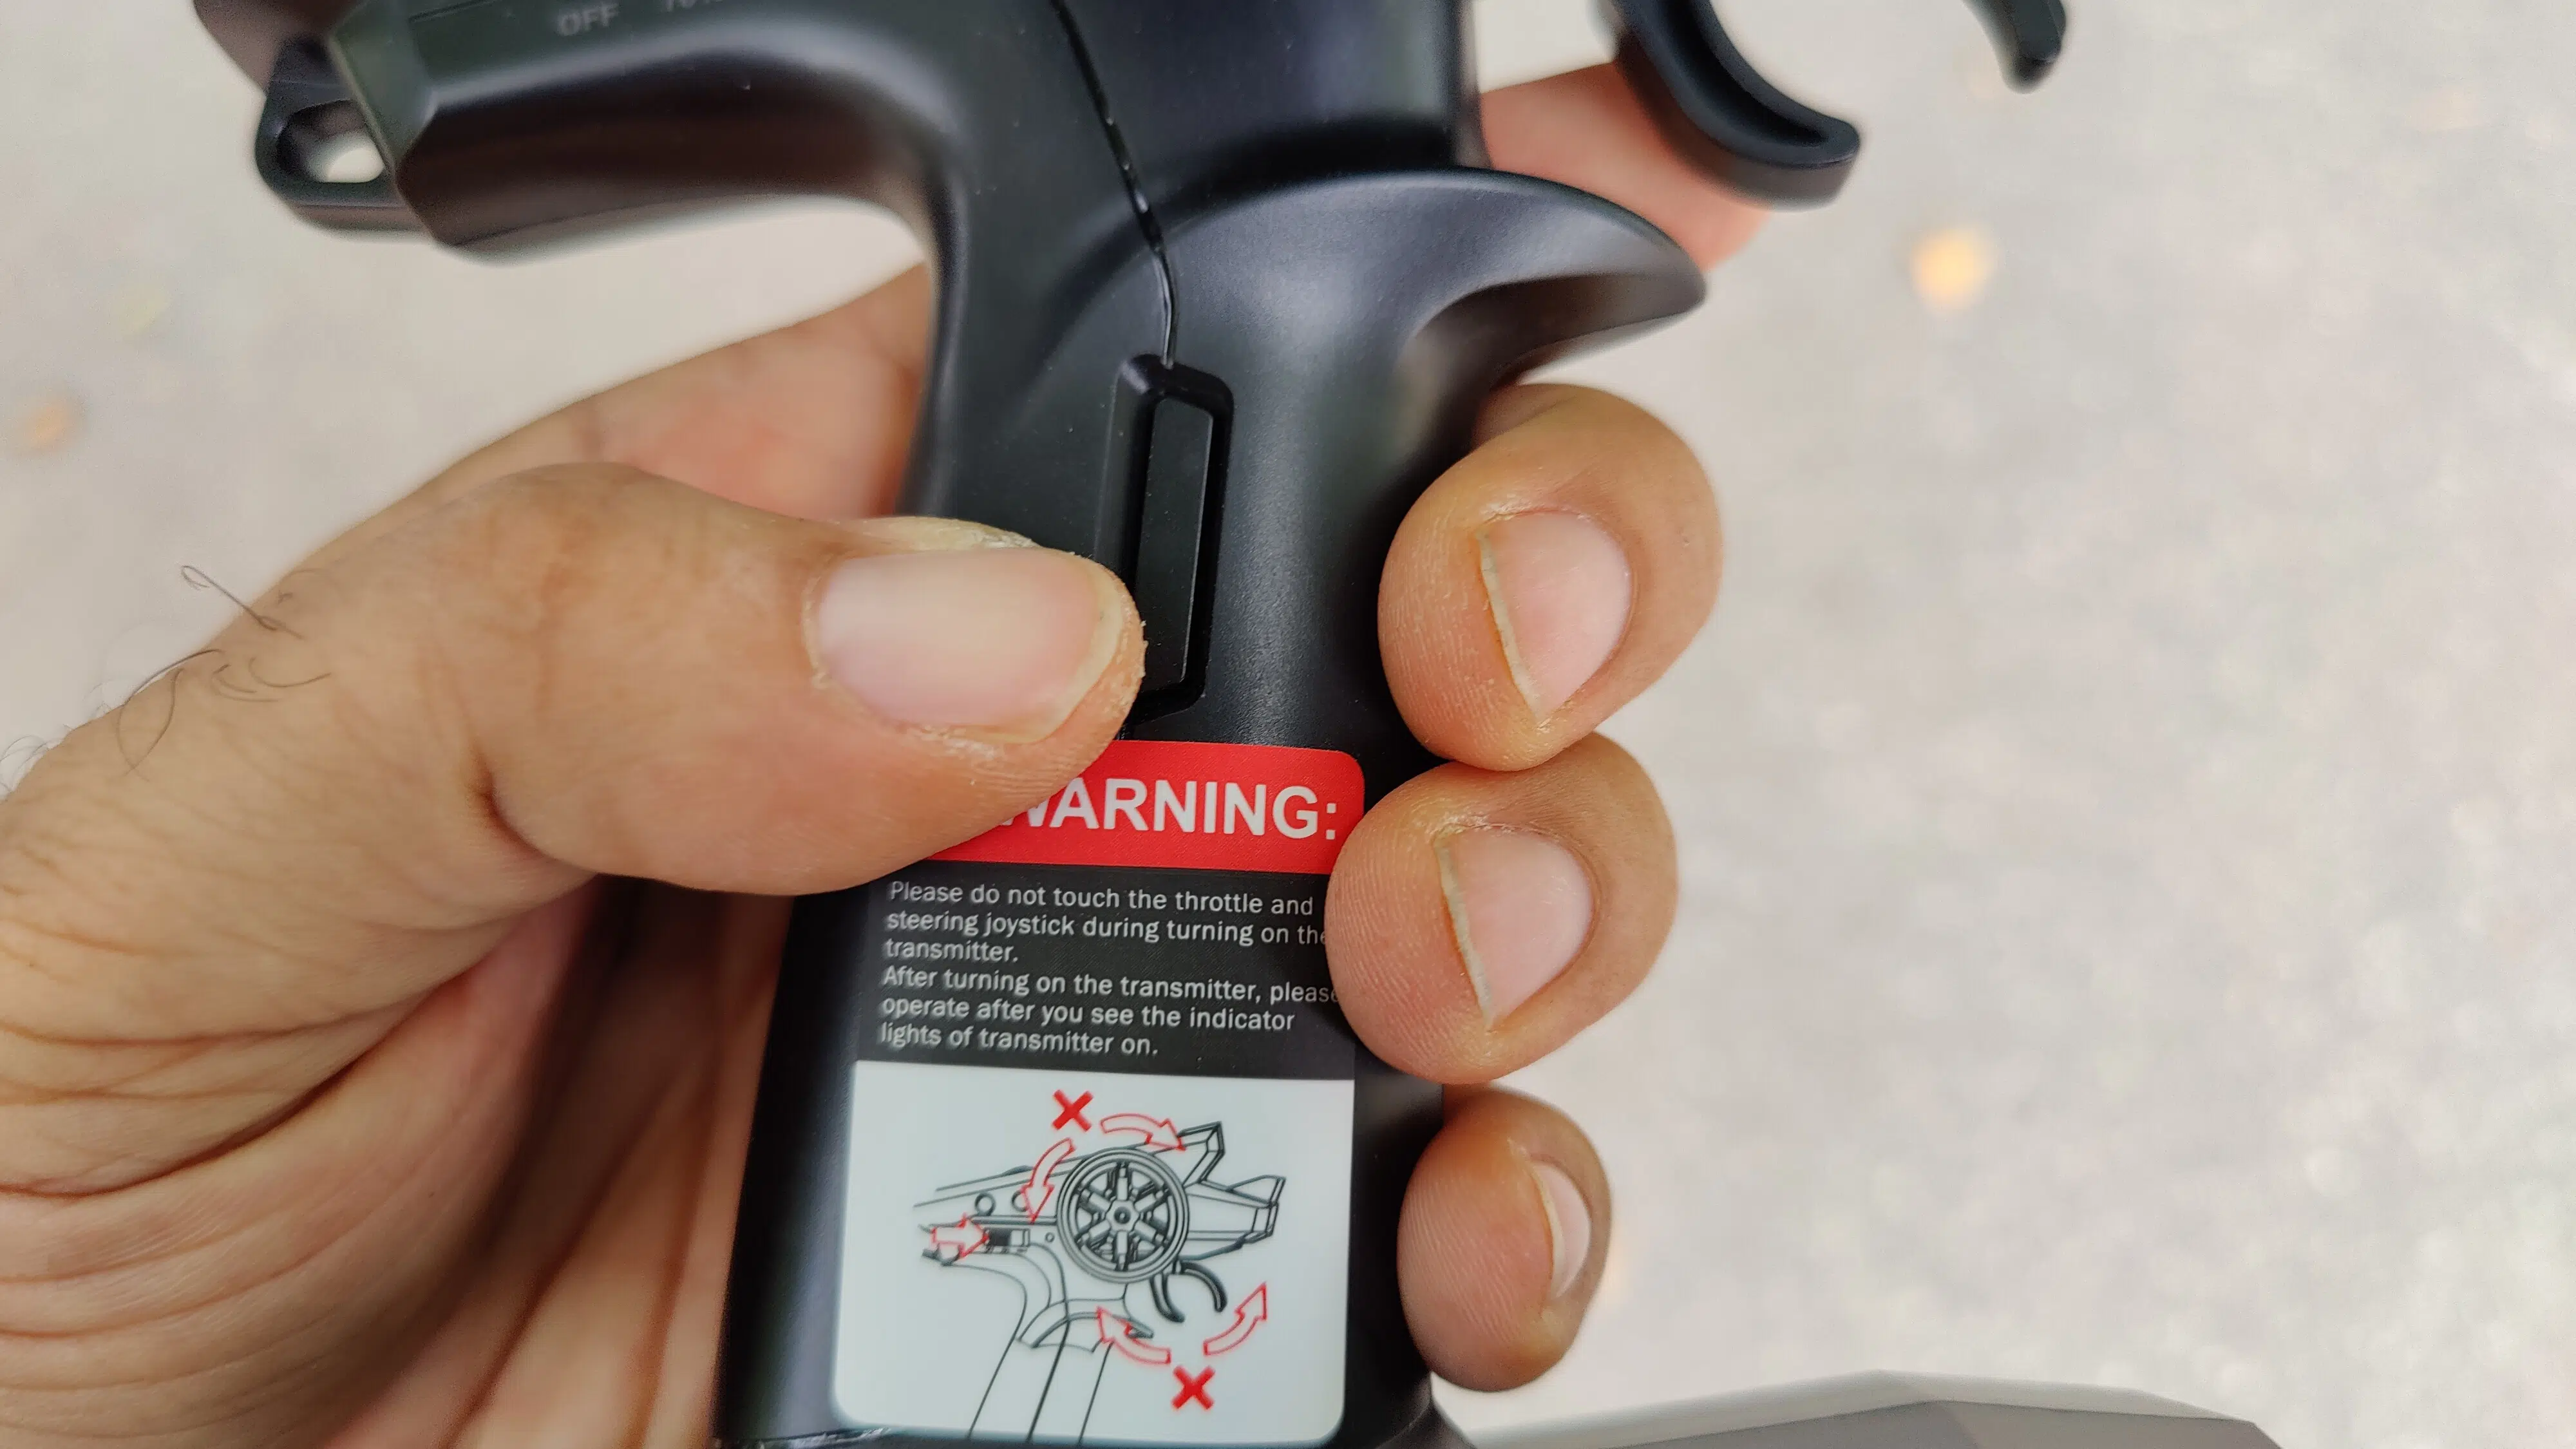 OFF
WARNING:
Please do not touch the throttle and
steering joystick during turning on the
transmitter.
After turning on the transmitter, please
operate after you see the indicator
lights of transmitter on.